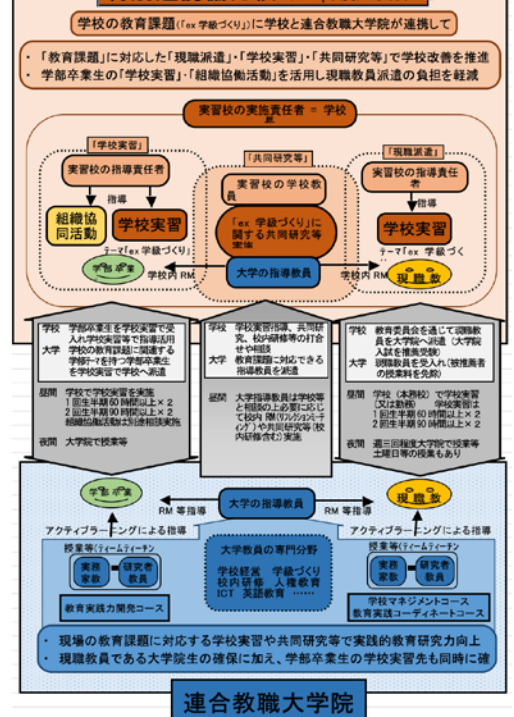 学校の教育課題(「ex 学級づくり」)に学校と連合教職大学院が連携して
・ 「教育課題」に対応した「現職派遣」・「学校実習」・「共同研究等」で学校改善を推進
・ 学部卒業生の「学校実習」・「組織協働活動」を活用し現職教員派遣の負担を軽減
実習校の実施責任者 = 学校
「学校実習」
実習校の指導責任者
指導
組織協
同活動
学校実習
テーマ「ex 学級づくり」
学部卒業
学校内 RM
「共同研究等」
実習校の学校教
員
「ex 学級づくり」に
関する共同研究等
実施
大学の指導教員
「現職派遣」
実習校の指導責任
者
指導
学校実習
テーマ「ex 学級づく
学校内 RM
現職教
学校 学部卒業生を学校実習で受
入れ学校実習等で指導活用
大学 学校の教育課題に関連する
学修テーマを持つ学部卒業生
を学校実習で学校へ派遣
昼間 学校で学校実習を実施
1回生半期60時間以上×2
2回生半期90時間以上×2
組織協働活動は別途相談実施
夜間 大学院で授業等
学校 学校実習指導、共同研
究、校内研修等の打合
せや相談
大学 教育課題に対応できる
指導教員を派遣
昼間 大学指導教員は学校等
と相談の上必要に応じ
て校内 RM(リフレクションミーテ
ィング)や共同研究等(校
内研修含む)実施
学校 教育委員会を通じて現職教
員を大学院へ派遣(大学院
入試を推薦受験)
大学 現職教員を受入れ(被推薦者
の授業料を免除)
昼間 学校(本務校)で学校実習
(又は勤務) 学校実習は
1回生半期60時間以上×2
2回生半期90時間以上×2
夜間 週三回程度大学院で授業等
土曜日等の授業もあり
学部卒業
RM 等指導
大学の指導教員
RM 等指導
現職教
アクティブラーニングによる指導
授業等(ティームティーチン
実務
家教
研究者
教員
教育実践力開発コース
大学教員の専門分野
学校経営 学級づくり
校内研修 人権教育
ICT 英語教育 ……
アクティブラーニングによる指導
授業等(ティームティーチン
実務
家教
研究者
教員
学校マネジメントコース
教育実践コーディネートコース
・ 現場の教育課題に対応する学校実習や共同研究等で実践的教育研究力向上
・ 現職教員である大学院生の確保に加え、学部卒業生の学校実習先も同時に確
連合教職大学院